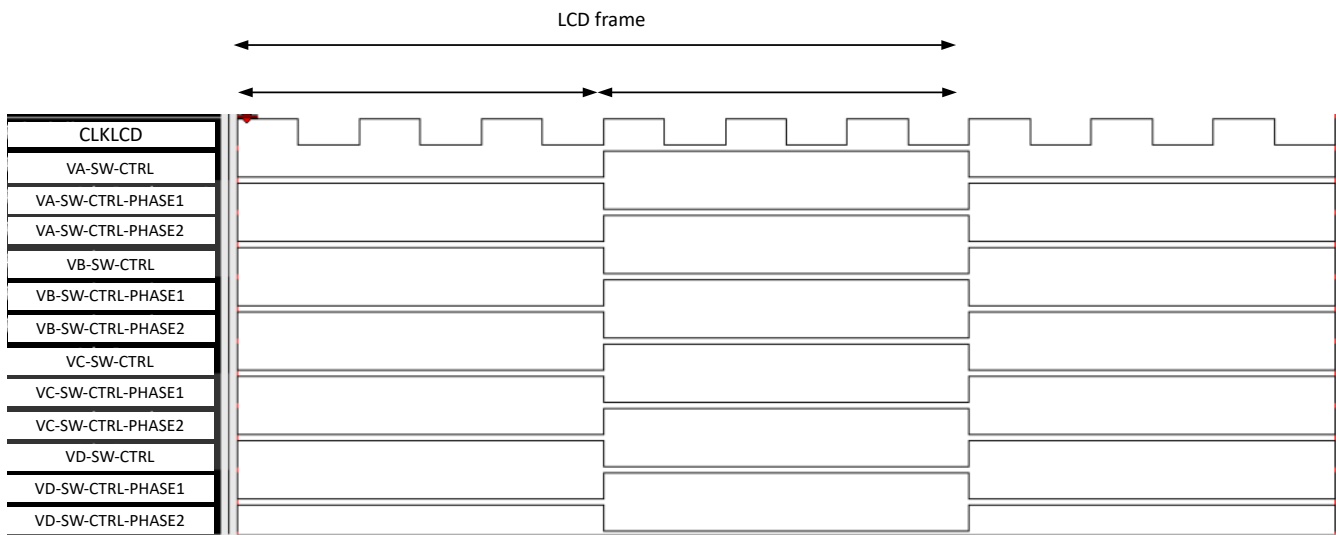 LCD frame
CLKLCD
VA-SW-CTRL
VA-SW-CTRL-PHASE1
VA-SW-CTRL-PHASE2
VB-SW-CTRL
VB-SW-CTRL-PHASE1
VB-SW-CTRL-PHASE2
VC-SW-CTRL
VC-SW-CTRL-PHASE1
VC-SW-CTRL-PHASE2
VD-SW-CTRL
VD-SW-CTRL-PHASE1
VD-SW-CTRL-PHASE2